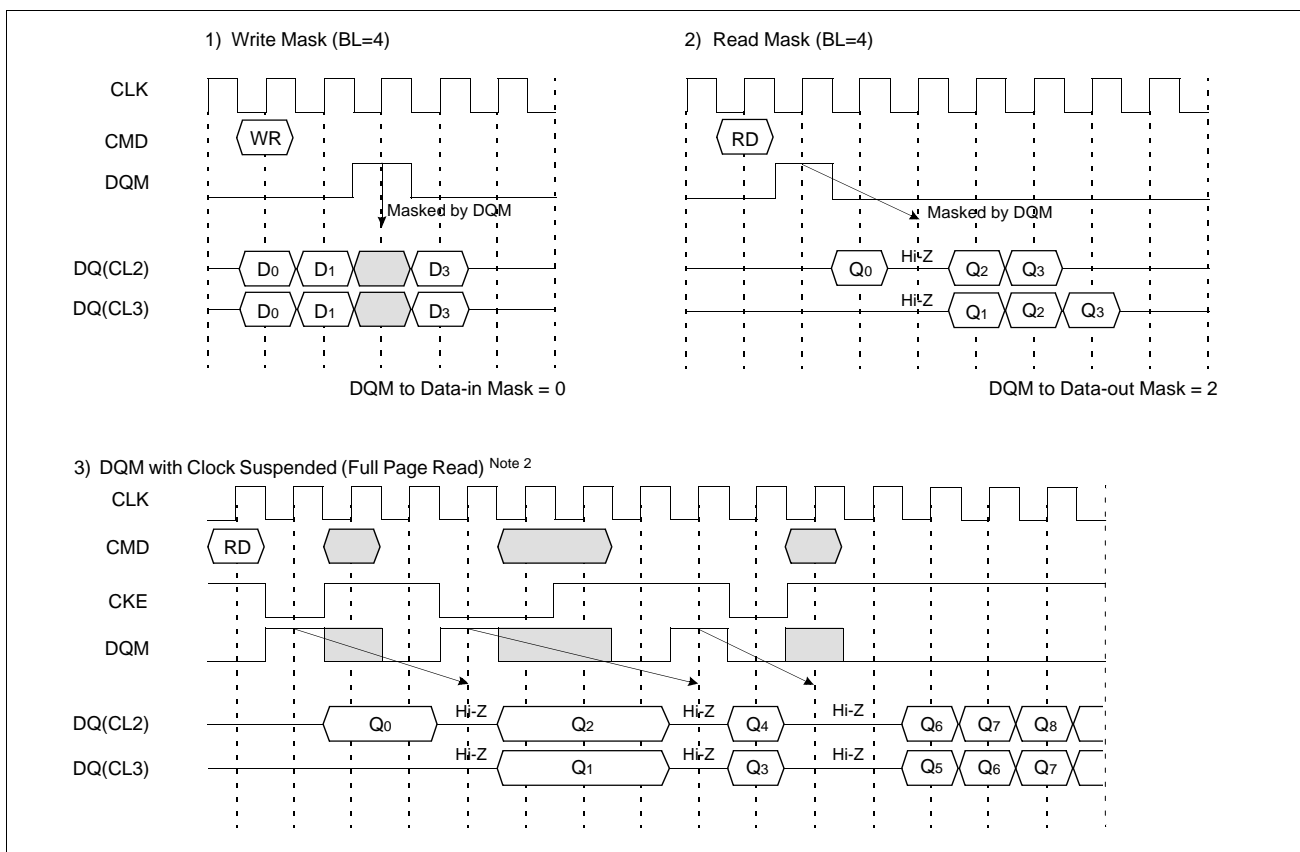 1) Write Mask (BL=4)
2) Read Mask (BL=4)
CLK
CMD
WR
RD
DQM
Masked by DQM
Masked by DQM
DQ(CL2)
D0 D1 D3
Q0 Hi-Z Q2 Q3
DQ(CL3)
D0 D1 D3
Hi-Z Q1 Q2 Q3
DQM to Data-in Mask = 0
DQM to Data-out Mask = 2
3) DQM with Clock Suspended (Full Page Read) Note 2
CLK
CMD
RD
CKE
DQM
DQ(CL2)
Q0 Hi-Z Q2 Hi-Z Q4 Hi-Z Q6 Q7 Q8
DQ(CL3)
Hi-Z Q1 Hi-Z Q3 Hi-Z Q5 Q6 Q7